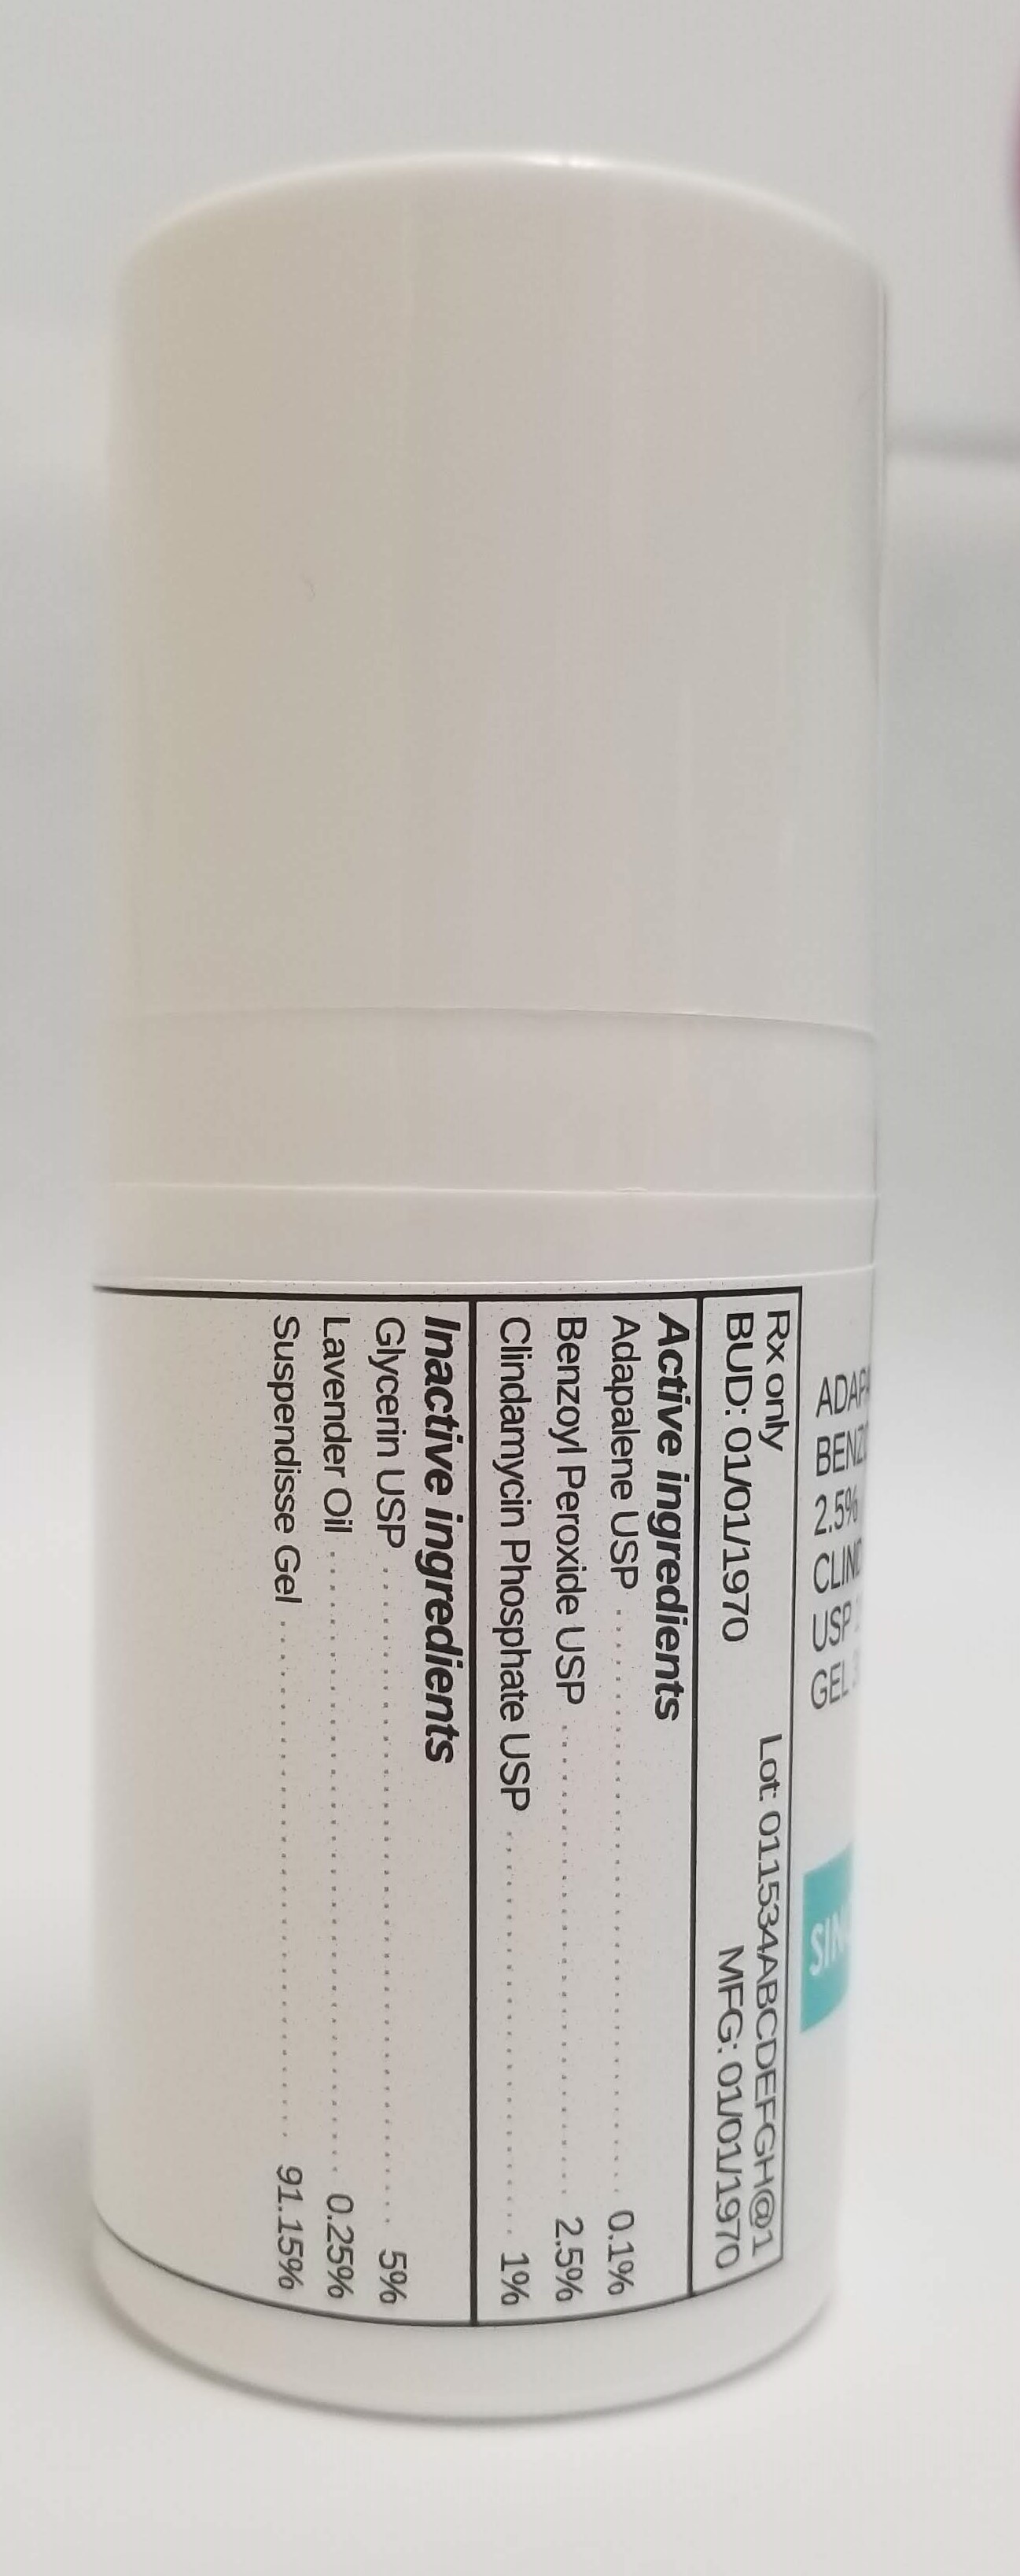 Rx only Lot: 011534ABCDEFGH@1
BUD: 01/01/1970 MFG: 01/01/1970
Active ingredients
Adapalene USP 0.1%
Benzoyl Peroxide USP 2.5%
Clindamycin Phosphate USP 1%
Inactive ingredients
Glycerin USP 5%
Lavender Oil 0.25%
Suspendisse Gel 91.15%
2.5%
USP
GEL